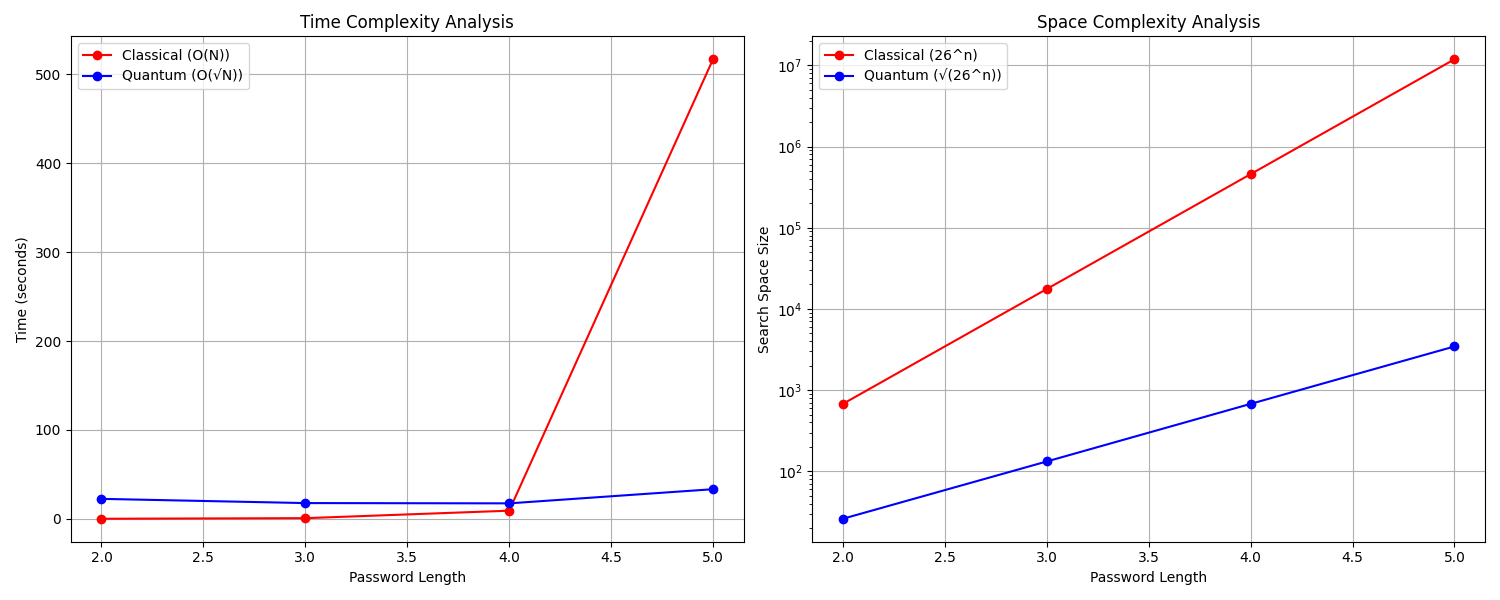 Time Complexity Analysis
Classical (O(N))
Quantum (O(√N))
500
400
300
200
100
0
Time (seconds)
2.0 2.5 3.0 3.5 4.0 4.5 5.0
Password Length
Space Complexity Analysis
Classical (26^n)
Quantum (√(26^n))
10⁷
10⁶
10⁵
10⁴
10³
10²
Search Space Size
2.0 2.5 3.0 3.5 4.0 4.5 5.0
Password Length